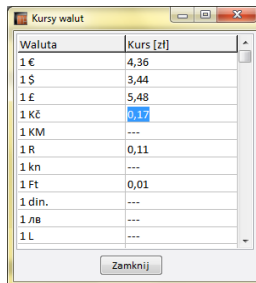 Kursy walut
Waluta Kurs [zł]
1 € 4,36
1 $ 3,44
1 £ 5,48
1 Kč 0,17
1 KM ---
1 R 0,11
1 kn ---
1 Ft 0,01
1 din. ---
1 лв ---
1 L ---
Zamknij